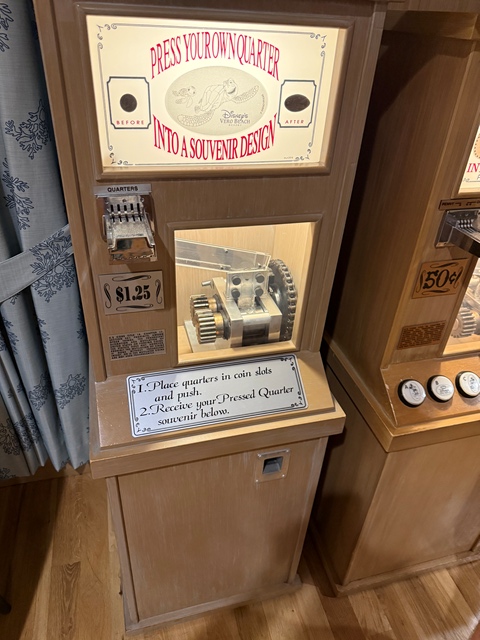 PRESS YOUR OWN QUARTER
BEFORE
Disney's
VERO BEACH
AFTER
INTO A SOUVENIR DESIGN
QUARTERS
$1.25
50¢
1. Place quarters in coin slots
and push.
2. Receive your Pressed Quarter
souvenir below.